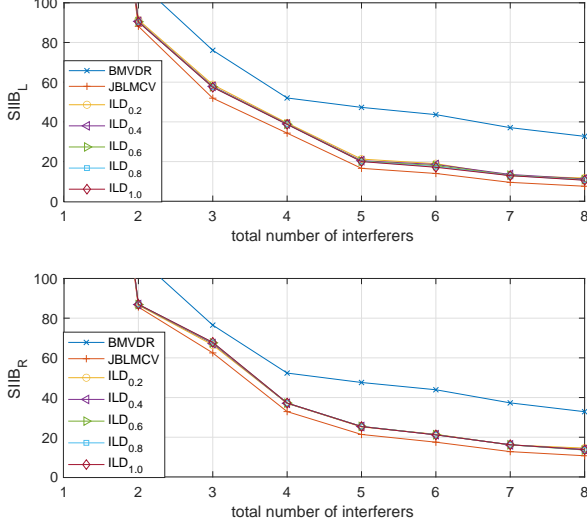 100
80
60
40
20
0
SIIB_L
BMVDR
JBLMCV
ILD_0.2
ILD_0.4
ILD_0.6
ILD_0.8
ILD_1.0
1 2 3 4 5 6 7 8
total number of interferers
100
80
60
40
20
0
SIIB_R
BMVDR
JBLMCV
ILD_0.2
ILD_0.4
ILD_0.6
ILD_0.8
ILD_1.0
1 2 3 4 5 6 7 8
total number of interferers